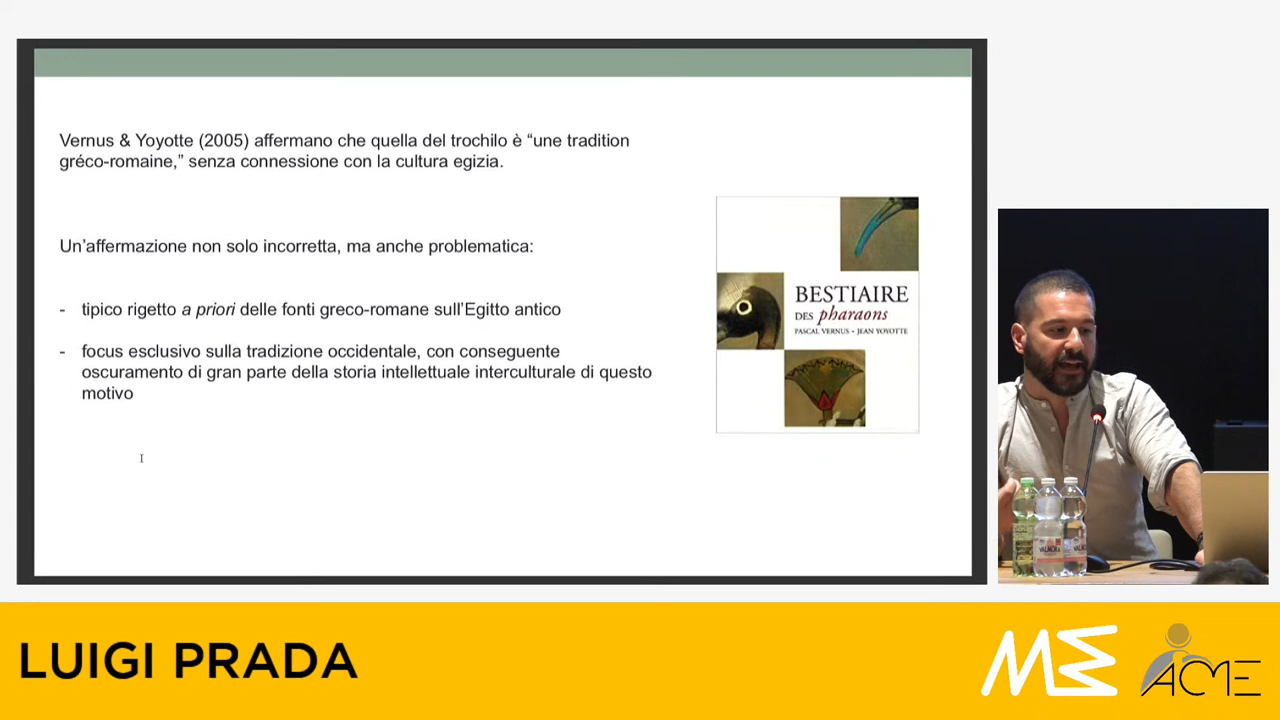 Vernus & Yoyotte (2005) affermano che quella del trochilo è “une tradition
gréco-romaine,” senza connessione con la cultura egizia.
Un’affermazione non solo incorretta, ma anche problematica:
- tipico rigetto a priori delle fonti greco-romane sull’Egitto antico
- focus esclusivo sulla tradizione occidentale, con conseguente
oscuramento di gran parte della storia intellettuale interculturale di questo
motivo
BESTIAIRE
DES pharaons
PASCAL VERNUS - JEAN YOYOTTE
VALMORA
LUIGI PRADA
ME
ACME